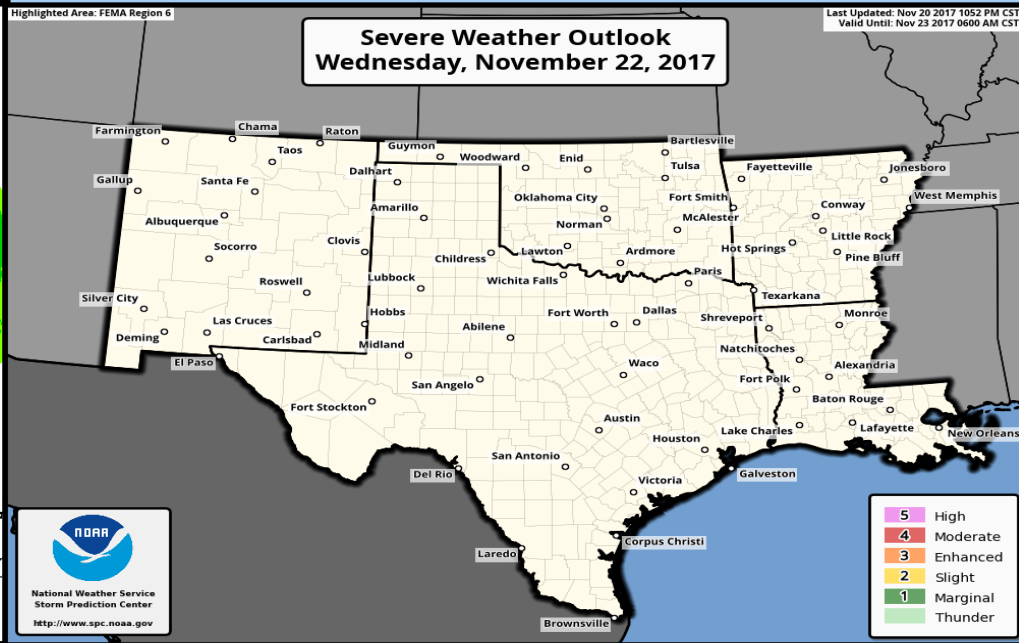 Highlighted Area: FEMA Region 6
Last Updated: Nov 20 2017 1052 PM CST
Valid Until: Nov 23 2017 0600 AM CST
Severe Weather Outlook
Wednesday, November 22, 2017
Farmington
Chama
Raton
Guymon
Bartlesville
Taos
Woodward
Enid
Tulsa
Fayetteville
Jonesboro
Gallup
Santa Fe
Dalhart
Oklahoma City
Fort Smith
West Memphis
Albuquerque
Amarillo
Norman
McAlester
Conway
Little Rock
Socorro
Clovis
Childress
Lawton
Ardmore
Hot Springs
Pine Bluff
Roswell
Lubbock
Wichita Falls
Paris
Texarkana
Silver City
Las Cruces
Hobbs
Fort Worth
Dallas
Shreveport
Monroe
Deming
Carlsbad
Midland
Abilene
Natchitoches
El Paso
San Angelo
Waco
Fort Polk
Alexandria
Fort Stockton
Austin
Baton Rouge
Lake Charles
Lafayette
New Orleans
Houston
Del Rio
San Antonio
Victoria
Galveston
Laredo
Corpus Christi
Brownsville
NOAA
National Weather Service
Storm Prediction Center
http://www.spc.noaa.gov
5 High
4 Moderate
3 Enhanced
2 Slight
1 Marginal
Thunder